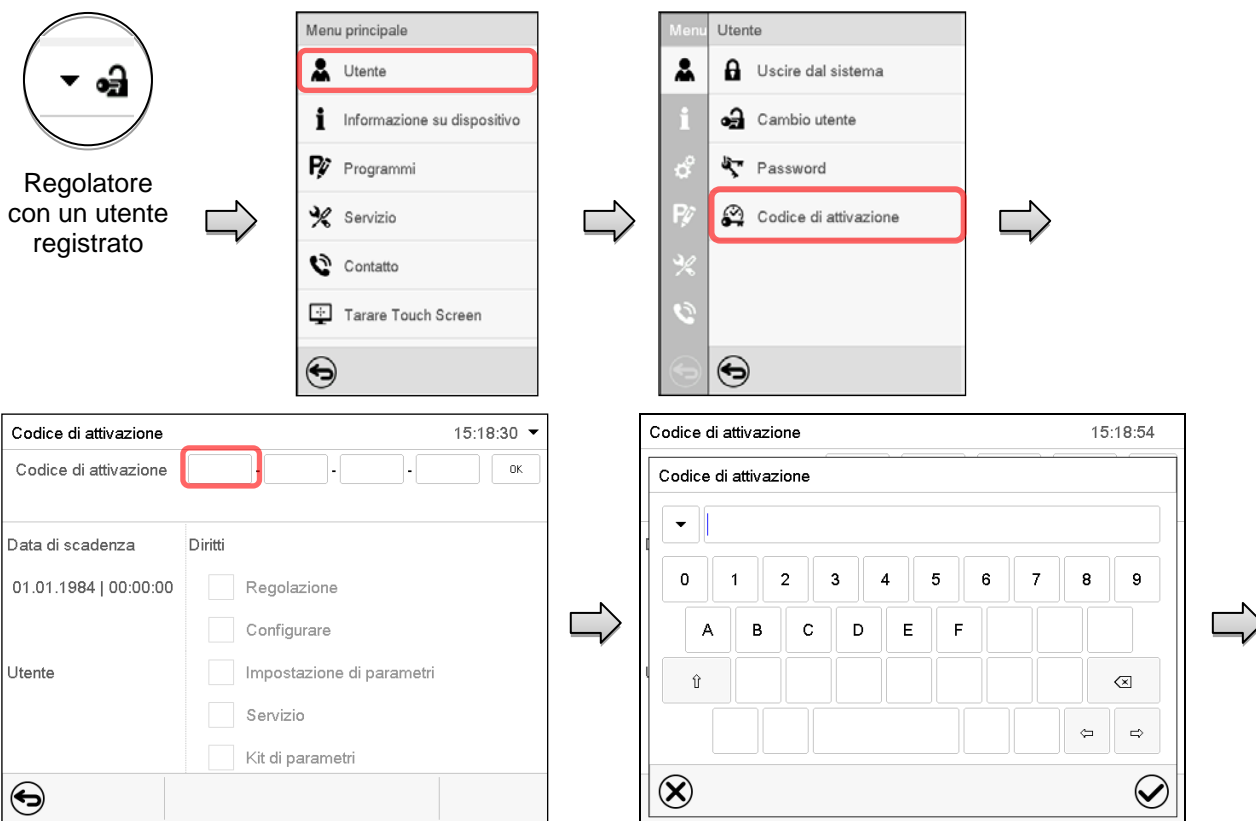 Regolatore
con un utente
registrato
Menu principale
Utente
Informazione su dispositivo
Programmi
Servizio
Contatto
Tarare Touch Screen
Menu Utente
Uscire dal sistema
Cambio utente
Password
Codice di attivazione
Codice di attivazione 15:18:30
Codice di attivazione - - - OK
Data di scadenza Diritti
01.01.1984 | 00:00:00 Regolazione
Configurare
Utente Impostazione di parametri
Servizio
Kit di parametri
Codice di attivazione 15:18:54
Codice di attivazione
0 1 2 3 4 5 6 7 8 9
A B C D E F